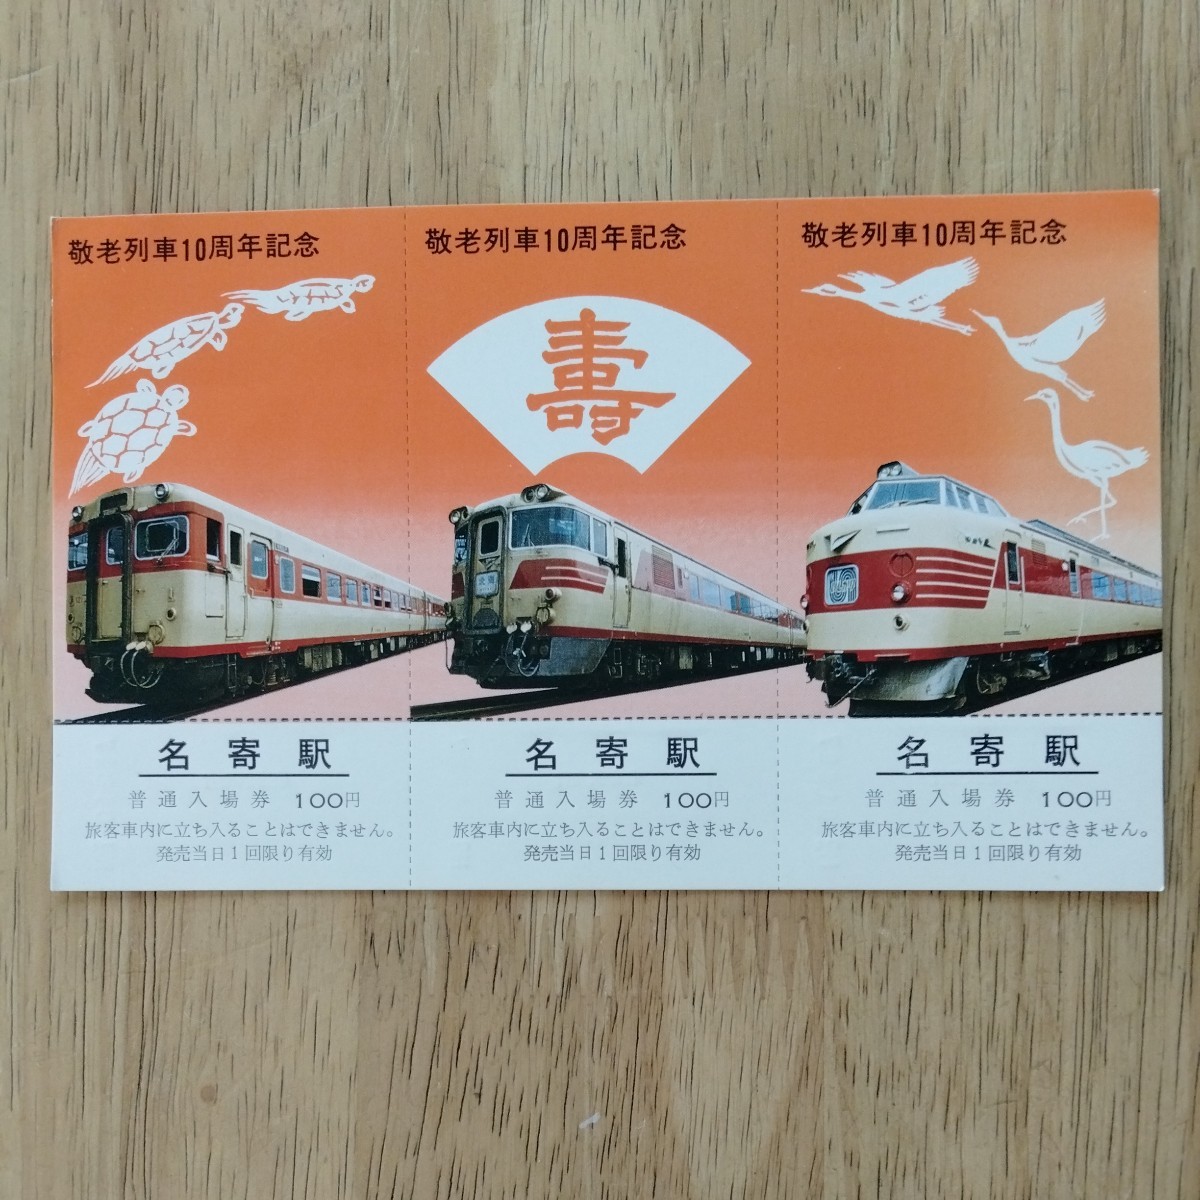 敬老列車10周年記念
名寄駅
普通入場券 100円
旅客車内に立ち入ることはできません。
発売当日1回限り有効
敬老列車10周年記念
寿
名寄駅
普通入場券 100円
旅客車内に立ち入ることはできません。
発売当日1回限り有効
敬老列車10周年記念
名寄駅
普通入場券 100円
旅客車内に立ち入ることはできません。
発売当日1回限り有効